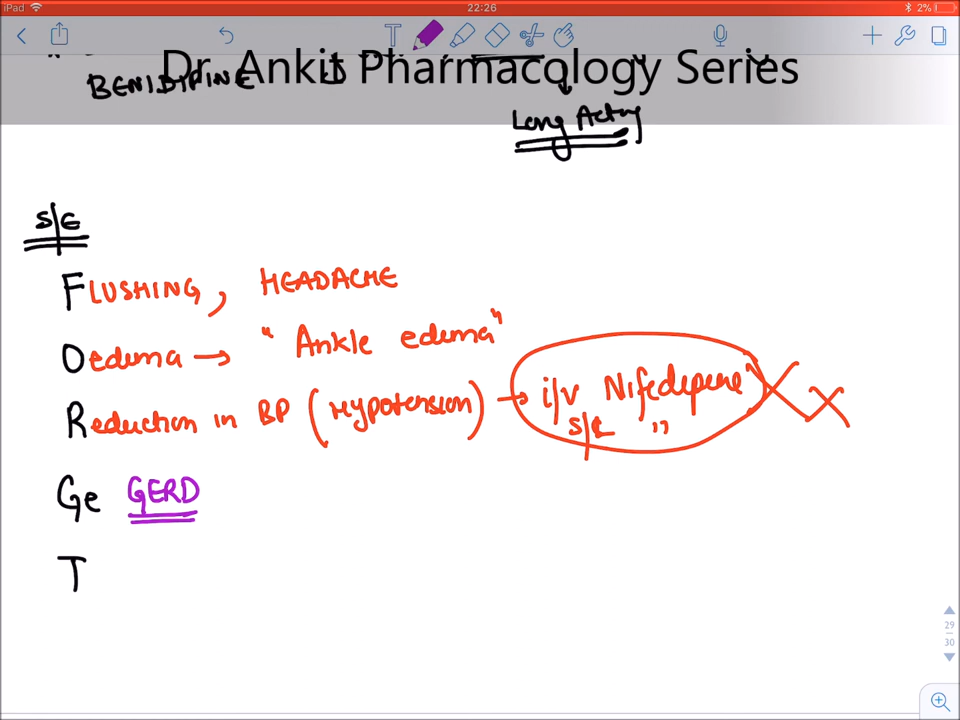 iPad 22:26 2%
Dr. Ankit Pharmacology Series
BENIDIPINE
Long Acting
S/E
FLUSHING, HEADACHE
Oedema → "Ankle edema"
Reduction in BP (Hypotension) → i/v Nifedepene
S/L "
Ge GERD
T
29
30